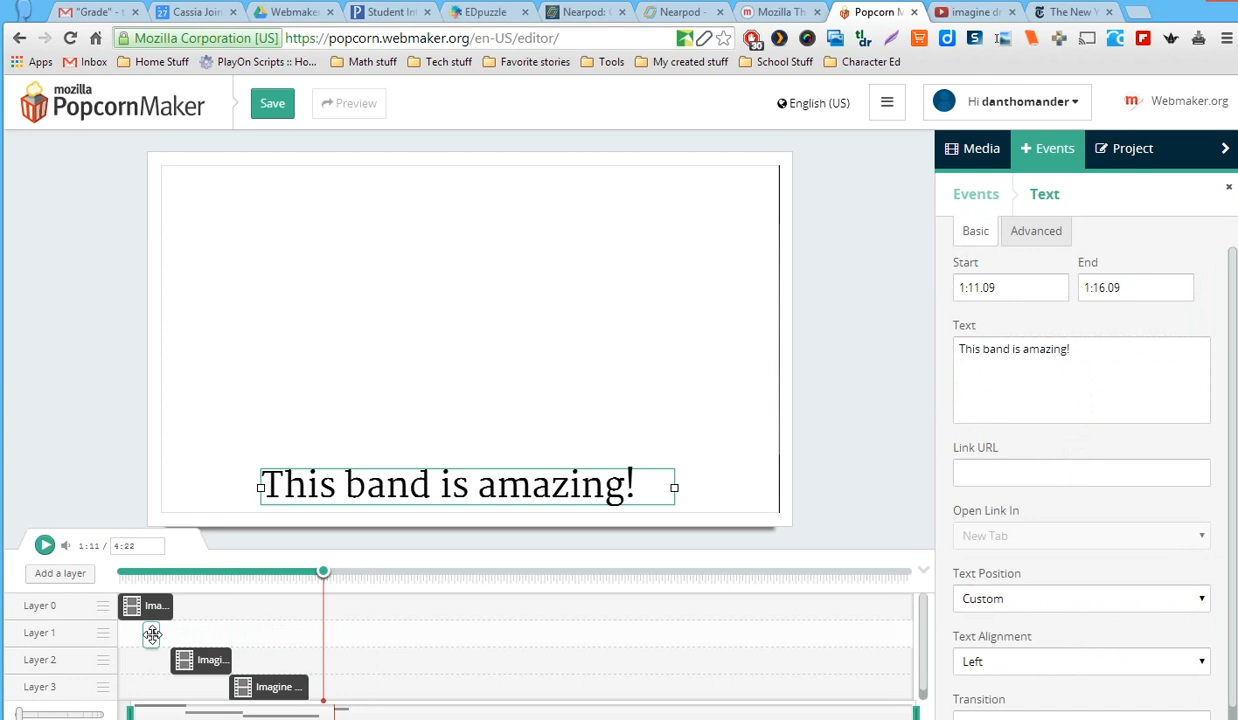 "Grade" - t
Cassia Join
Webmake
Student In
EDpuzzle
Nearpod: C
Nearpod -
Mozilla Th
Popcorn M
imagine dr
The New Y
Mozilla Corporation [US]
https://popcorn.webmaker.org/en-US/editor/
30
tl;dr
Apps
Inbox
Home Stuff
PlayOn Scripts :: Ho...
Math stuff
Tech stuff
Favorite stories
Tools
My created stuff
School Stuff
Character Ed
mozilla
PopcornMaker
Save
Preview
English (US)
Hi danthomander
Webmaker.org
Media
Events
Project
Events
Text
Basic
Advanced
Start
End
1:11.09
1:16.09
Text
This band is amazing!
Link URL
Open Link In
New Tab
Text Position
Custom
Text Alignment
Left
Transition
This band is amazing!
1:11 / 4:22
Add a layer
Layer 0
Ima...
Layer 1
Layer 2
Imagi...
Layer 3
Imagine ...